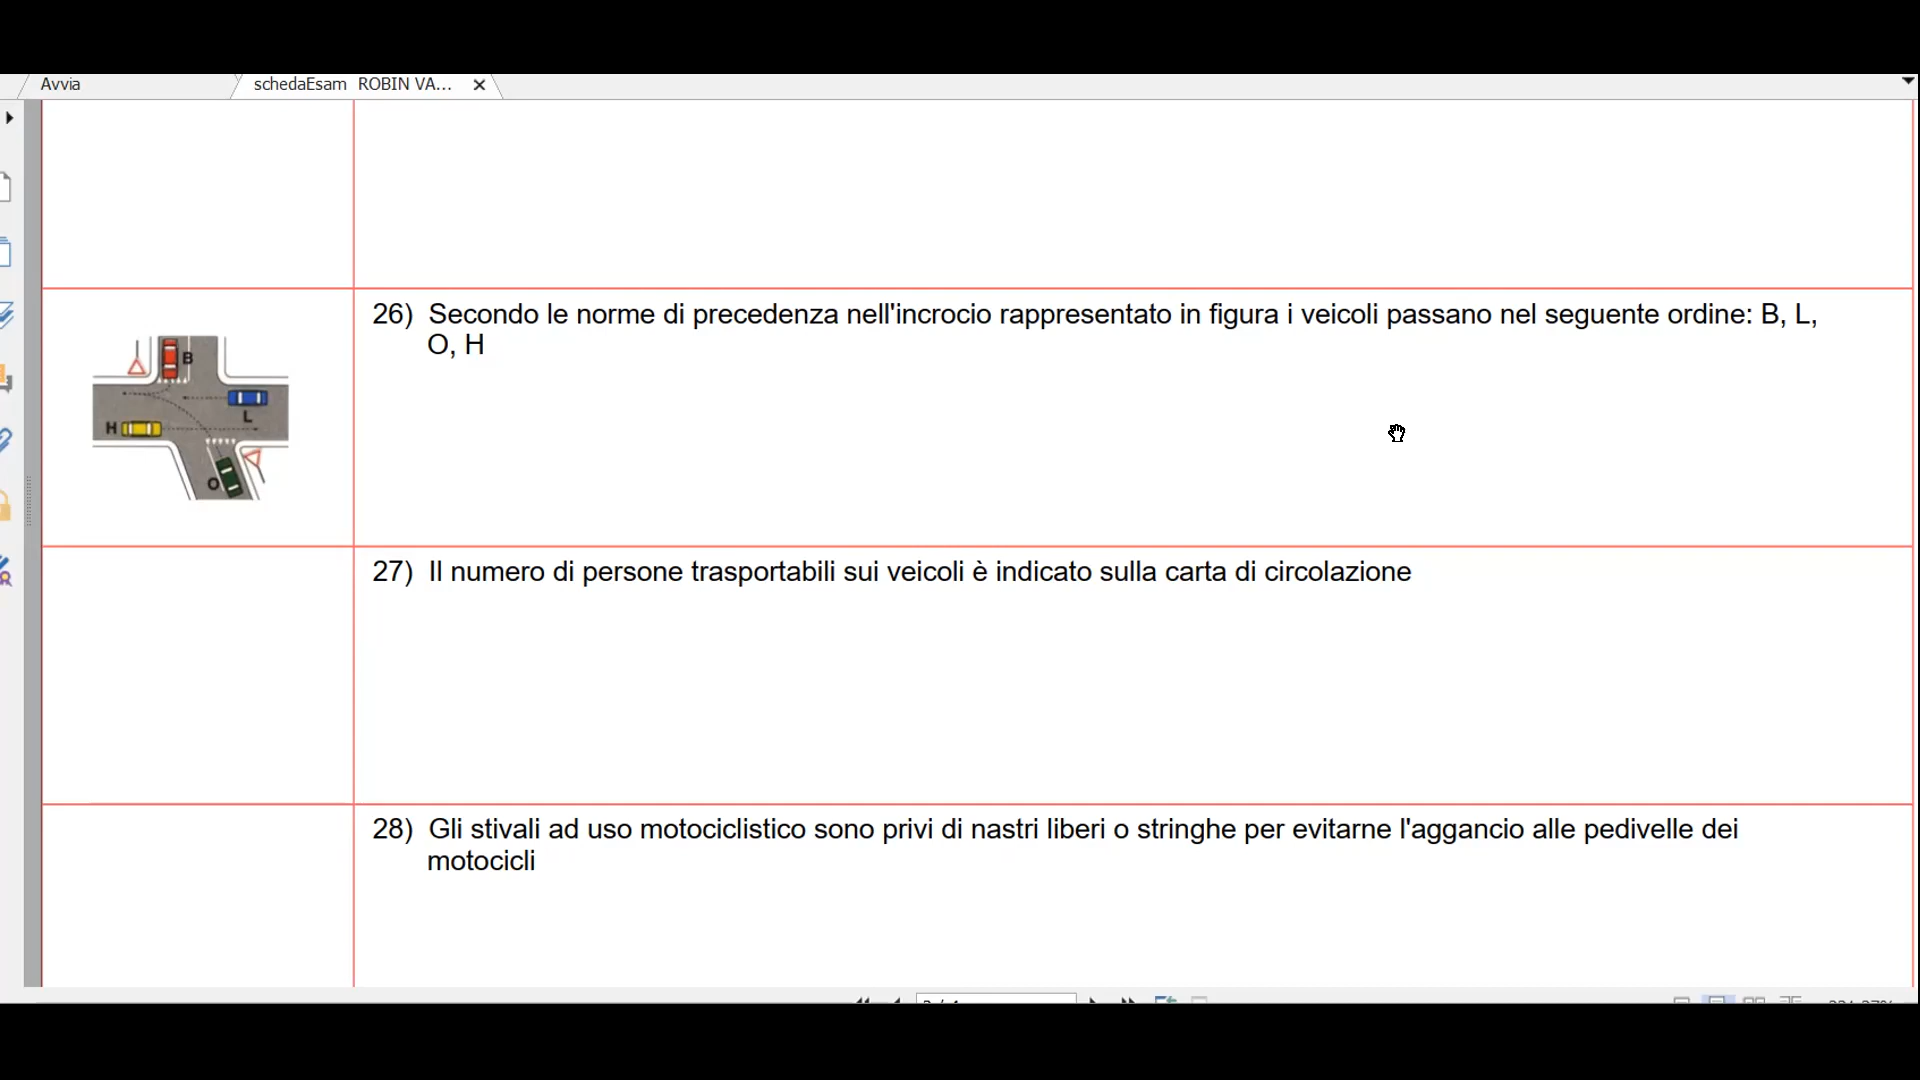 Avvia
schedaEsam ROBIN VA...
26) Secondo le norme di precedenza nell'incrocio rappresentato in figura i veicoli passano nel seguente ordine: B, L,
O, H
B
L
H
O
27) Il numero di persone trasportabili sui veicoli è indicato sulla carta di circolazione
28) Gli stivali ad uso motociclistico sono privi di nastri liberi o stringhe per evitarne l'aggancio alle pedivelle dei
motocicli